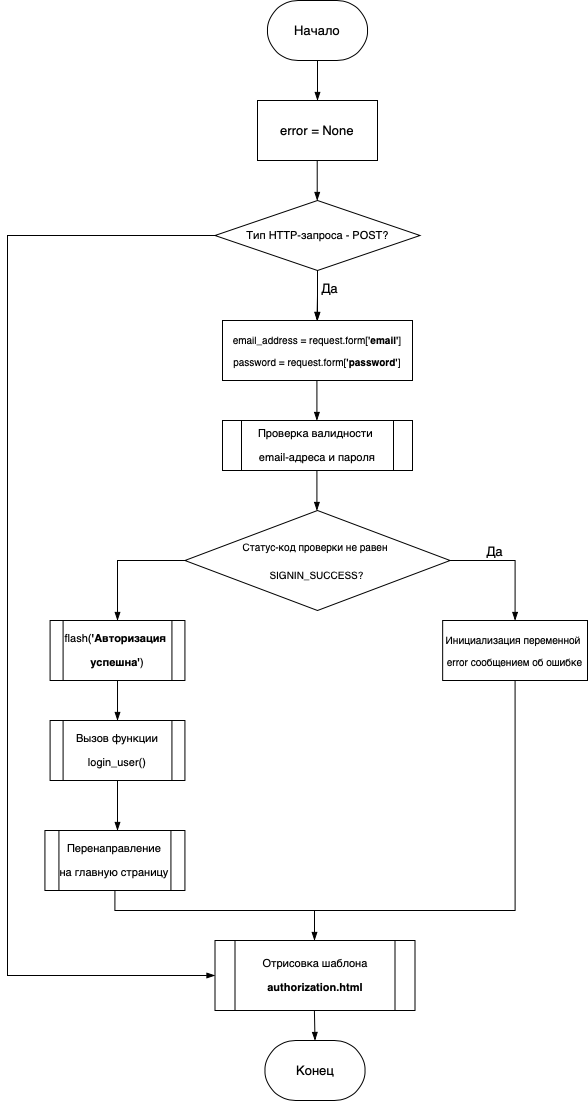 Начало
error = None
Тип HTTP-запроса - POST?
Да
email_address = request.form['email']
password = request.form['password']
Проверка валидности
email-адреса и пароля
Статус-код проверки не равен
SIGNIN_SUCCESS?
Да
flash('Авторизация
успешна')
Инициализация переменной
error сообщением об ошибке
Вызов функции
login_user()
Перенаправление
на главную страницу
Отрисовка шаблона
authorization.html
Конец